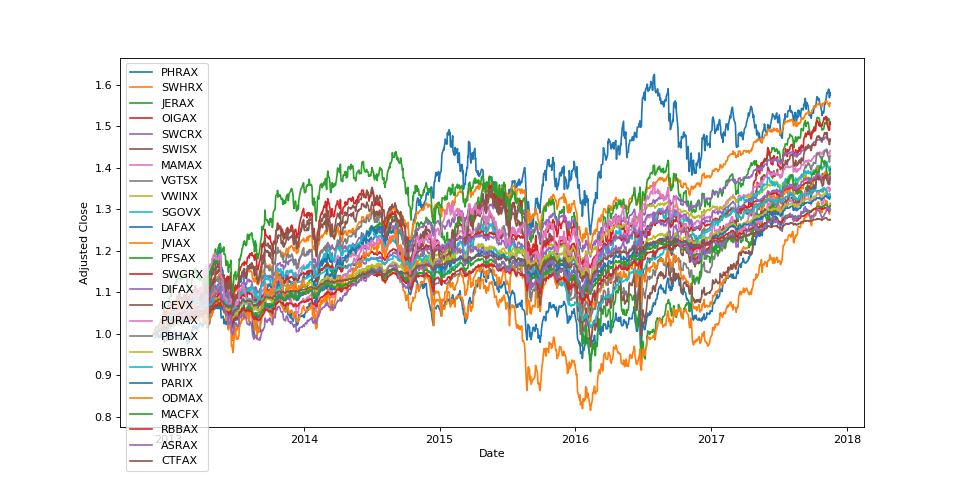 1.6
1.5
1.4
1.3
1.2
1.1
1.0
0.9
0.8
Adjusted Close
PHRAX
SWHRX
JERAX
OIGAX
SWCRX
SWISX
MAMAX
VGTSX
VWINX
SGOVX
LAFAX
JVIAX
PFSAX
SWGRX
DIFAX
ICEVX
PURAX
PBHAX
SWBRX
WHIYX
PARIX
ODMAX
MACFX
RBBAX
ASRAX
CTFAX
2013 2014 2015 2016 2017 2018
Date